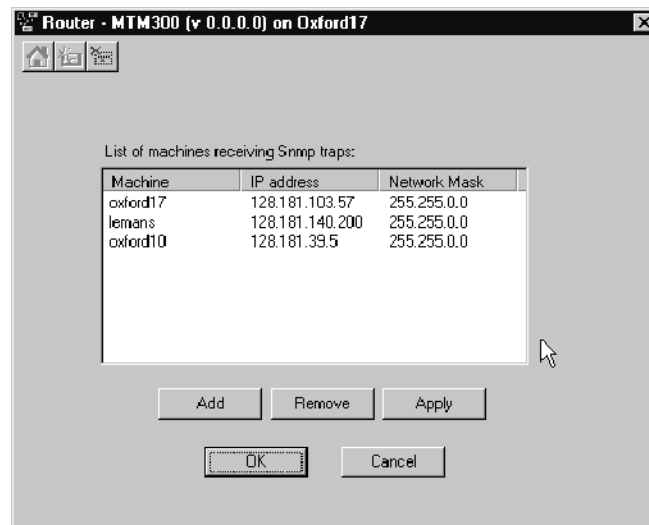 Router - MTM300 (v 0.0.0.0) on Oxford17
List of machines receiving Snmp traps:
Machine IP address Network Mask
oxford17 128.181.103.57 255.255.0.0
lemans 128.181.140.200 255.255.0.0
oxford10 128.181.39.5 255.255.0.0
Add Remove Apply
OK Cancel